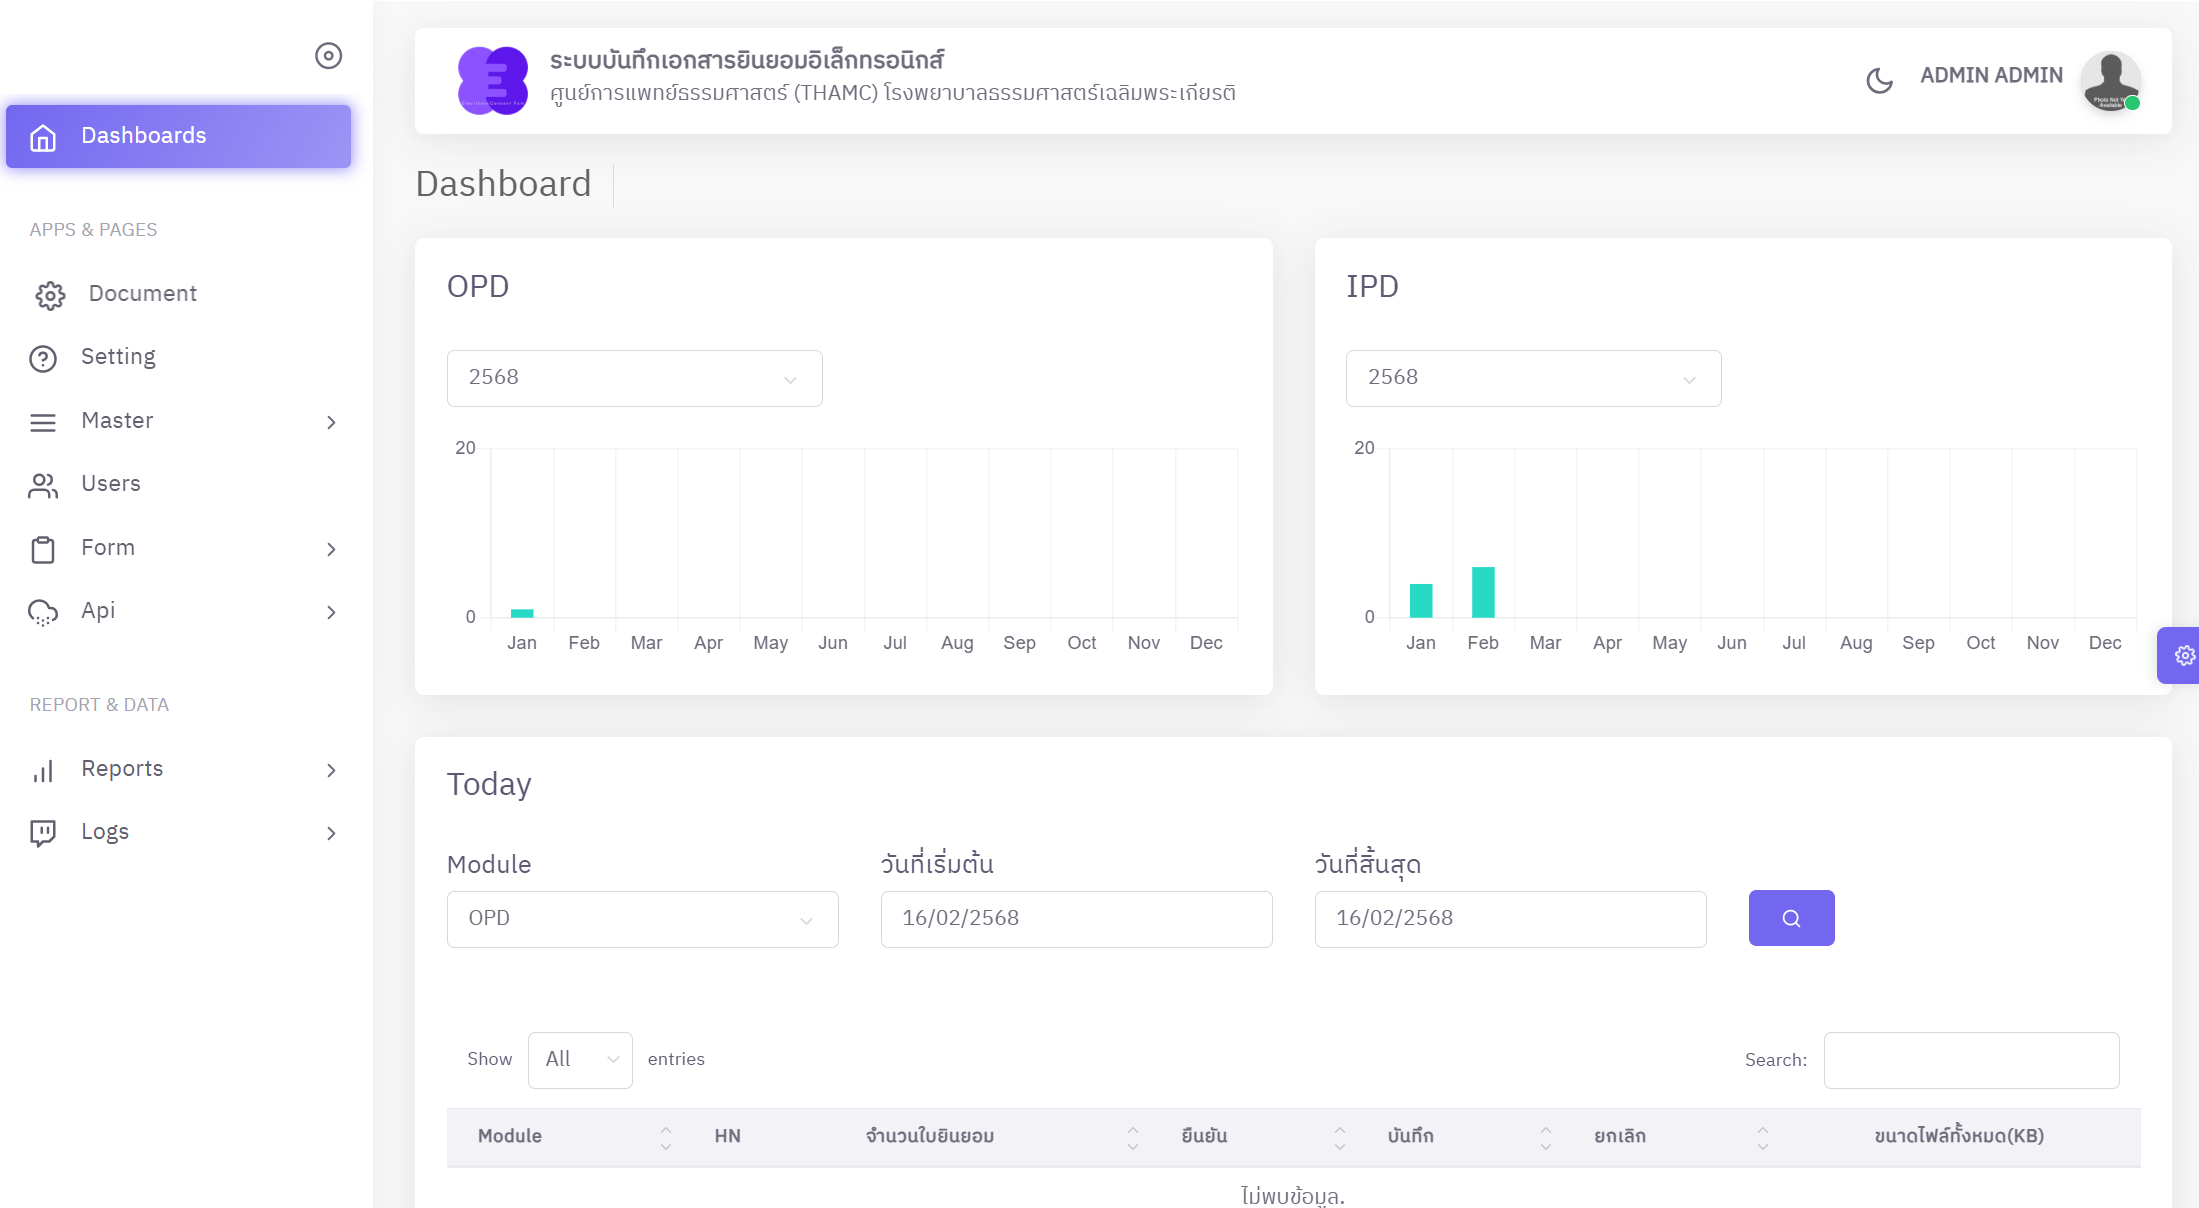 ระบบบันทึกเอกสารยินยอมอิเล็กทรอนิกส์
ศูนย์การแพทย์ธรรมศาสตร์ (THAMC) โรงพยาบาลธรรมศาสตร์เฉลิมพระเกียรติ
ADMIN ADMIN
Dashboards
APPS & PAGES
Document
Setting
Master
Users
Form
Api
REPORT & DATA
Reports
Logs
Dashboard
OPD
2568
20
0
Jan Feb Mar Apr May Jun Jul Aug Sep Oct Nov Dec
IPD
2568
20
0
Jan Feb Mar Apr May Jun Jul Aug Sep Oct Nov Dec
Today
Module วันที่เริ่มต้น วันที่สิ้นสุด
OPD 16/02/2568 16/02/2568
Show All entries Search:
Module HN จำนวนใบยินยอม ยืนยัน บันทึก ยกเลิก ขนาดไฟล์ทั้งหมด(KB)
ไม่พบข้อมูล.